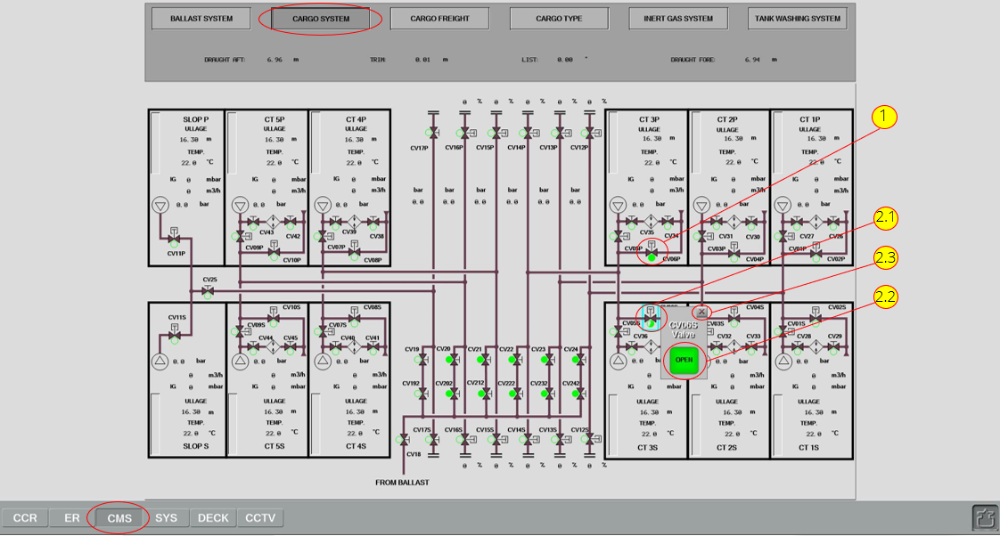 BALLAST SYSTEM CARGO SYSTEM CARGO FREIGHT CARGO TYPE INERT GAS SYSTEM TANK WASHING SYSTEM
DRAUGHT AFT: 6.96 m TRIM: 0.01 m LIST: 0.00 ° DRAUGHT FORE: 6.94 m
0 % 0 % 0 % 0 % 0 %
1
SLOP P CT 5P CT 4P CT 3P CT 2P CT 1P
ULLAGE ULLAGE ULLAGE ULLAGE ULLAGE ULLAGE
CV17P CV16P CV15P CV14P CV13P CV12P
16.30 m 16.30 m 16.30 m 16.30 m 16.30 m 16.30 m
TEMP. TEMP. TEMP. TEMP. TEMP. TEMP.
22.0 °C 22.0 °C 22.0 °C 22.0 °C 22.0 °C 22.0 °C
IG 0 mbar IG 0 mbar IG 0 mbar IG 0 mbar IG 0 mbar IG 0 mbar
0 m3/h 0 m3/h 0 m3/h 0 m3/h 0 m3/h 0 m3/h
bar bar bar bar bar bar
0.0 0.0 0.0 0.0 0.0 0.0
0.0 bar 0.0 bar 0.0 bar 0.0 bar 0.0 bar 0.0 bar
2.1
CV43 CV42 CV39 CV38 CV35 CV34 CV31 CV30 CV27 CV26
CV11P CV09P CV10P CV07P CV08P CV05P CV06P CV03P CV04P CV01P CV02P
2.3
CV25
2.2
CV11S CV10S CV08S CV04S CV02S
CV09S CV07S CV05S CV03S CV01S
CV06S
Valve
OPEN
CV44 CV45 CV40 CV41 CV36 CV32 CV33 CV28 CV29
CV19 CV20 CV21 CV22 CV23 CV24
0.0 bar 0.0 bar 0.0 bar 0.0 0.0 bar 0.0 bar
0 m3/h 0 m3/h 0 m3/h 0 m3/h 0 m3/h 0 m3/h
CV192 CV202 CV212 CV222 CV232 CV242
IG 0 mbar IG 0 mbar IG 0 mbar IG 0 mbar IG 0 mbar IG 0 mbar
ULLAGE ULLAGE ULLAGE ULLAGE ULLAGE ULLAGE
16.30 m 16.30 m 16.30 m 16.30 m 16.30 m 16.30 m
TEMP. TEMP. TEMP. TEMP. TEMP. TEMP.
22.0 °C 22.0 °C 22.0 °C 22.0 °C 22.0 °C 22.0 °C
CV17S CV16S CV15S CV14S CV13S CV12S
SLOP S CT 5S CT 4S CT 3S CT 2S CT 1S
CV18
0 % 0 % 0 % 0 % 0 %
FROM BALLAST
CCR ER CMS SYS DECK CCTV